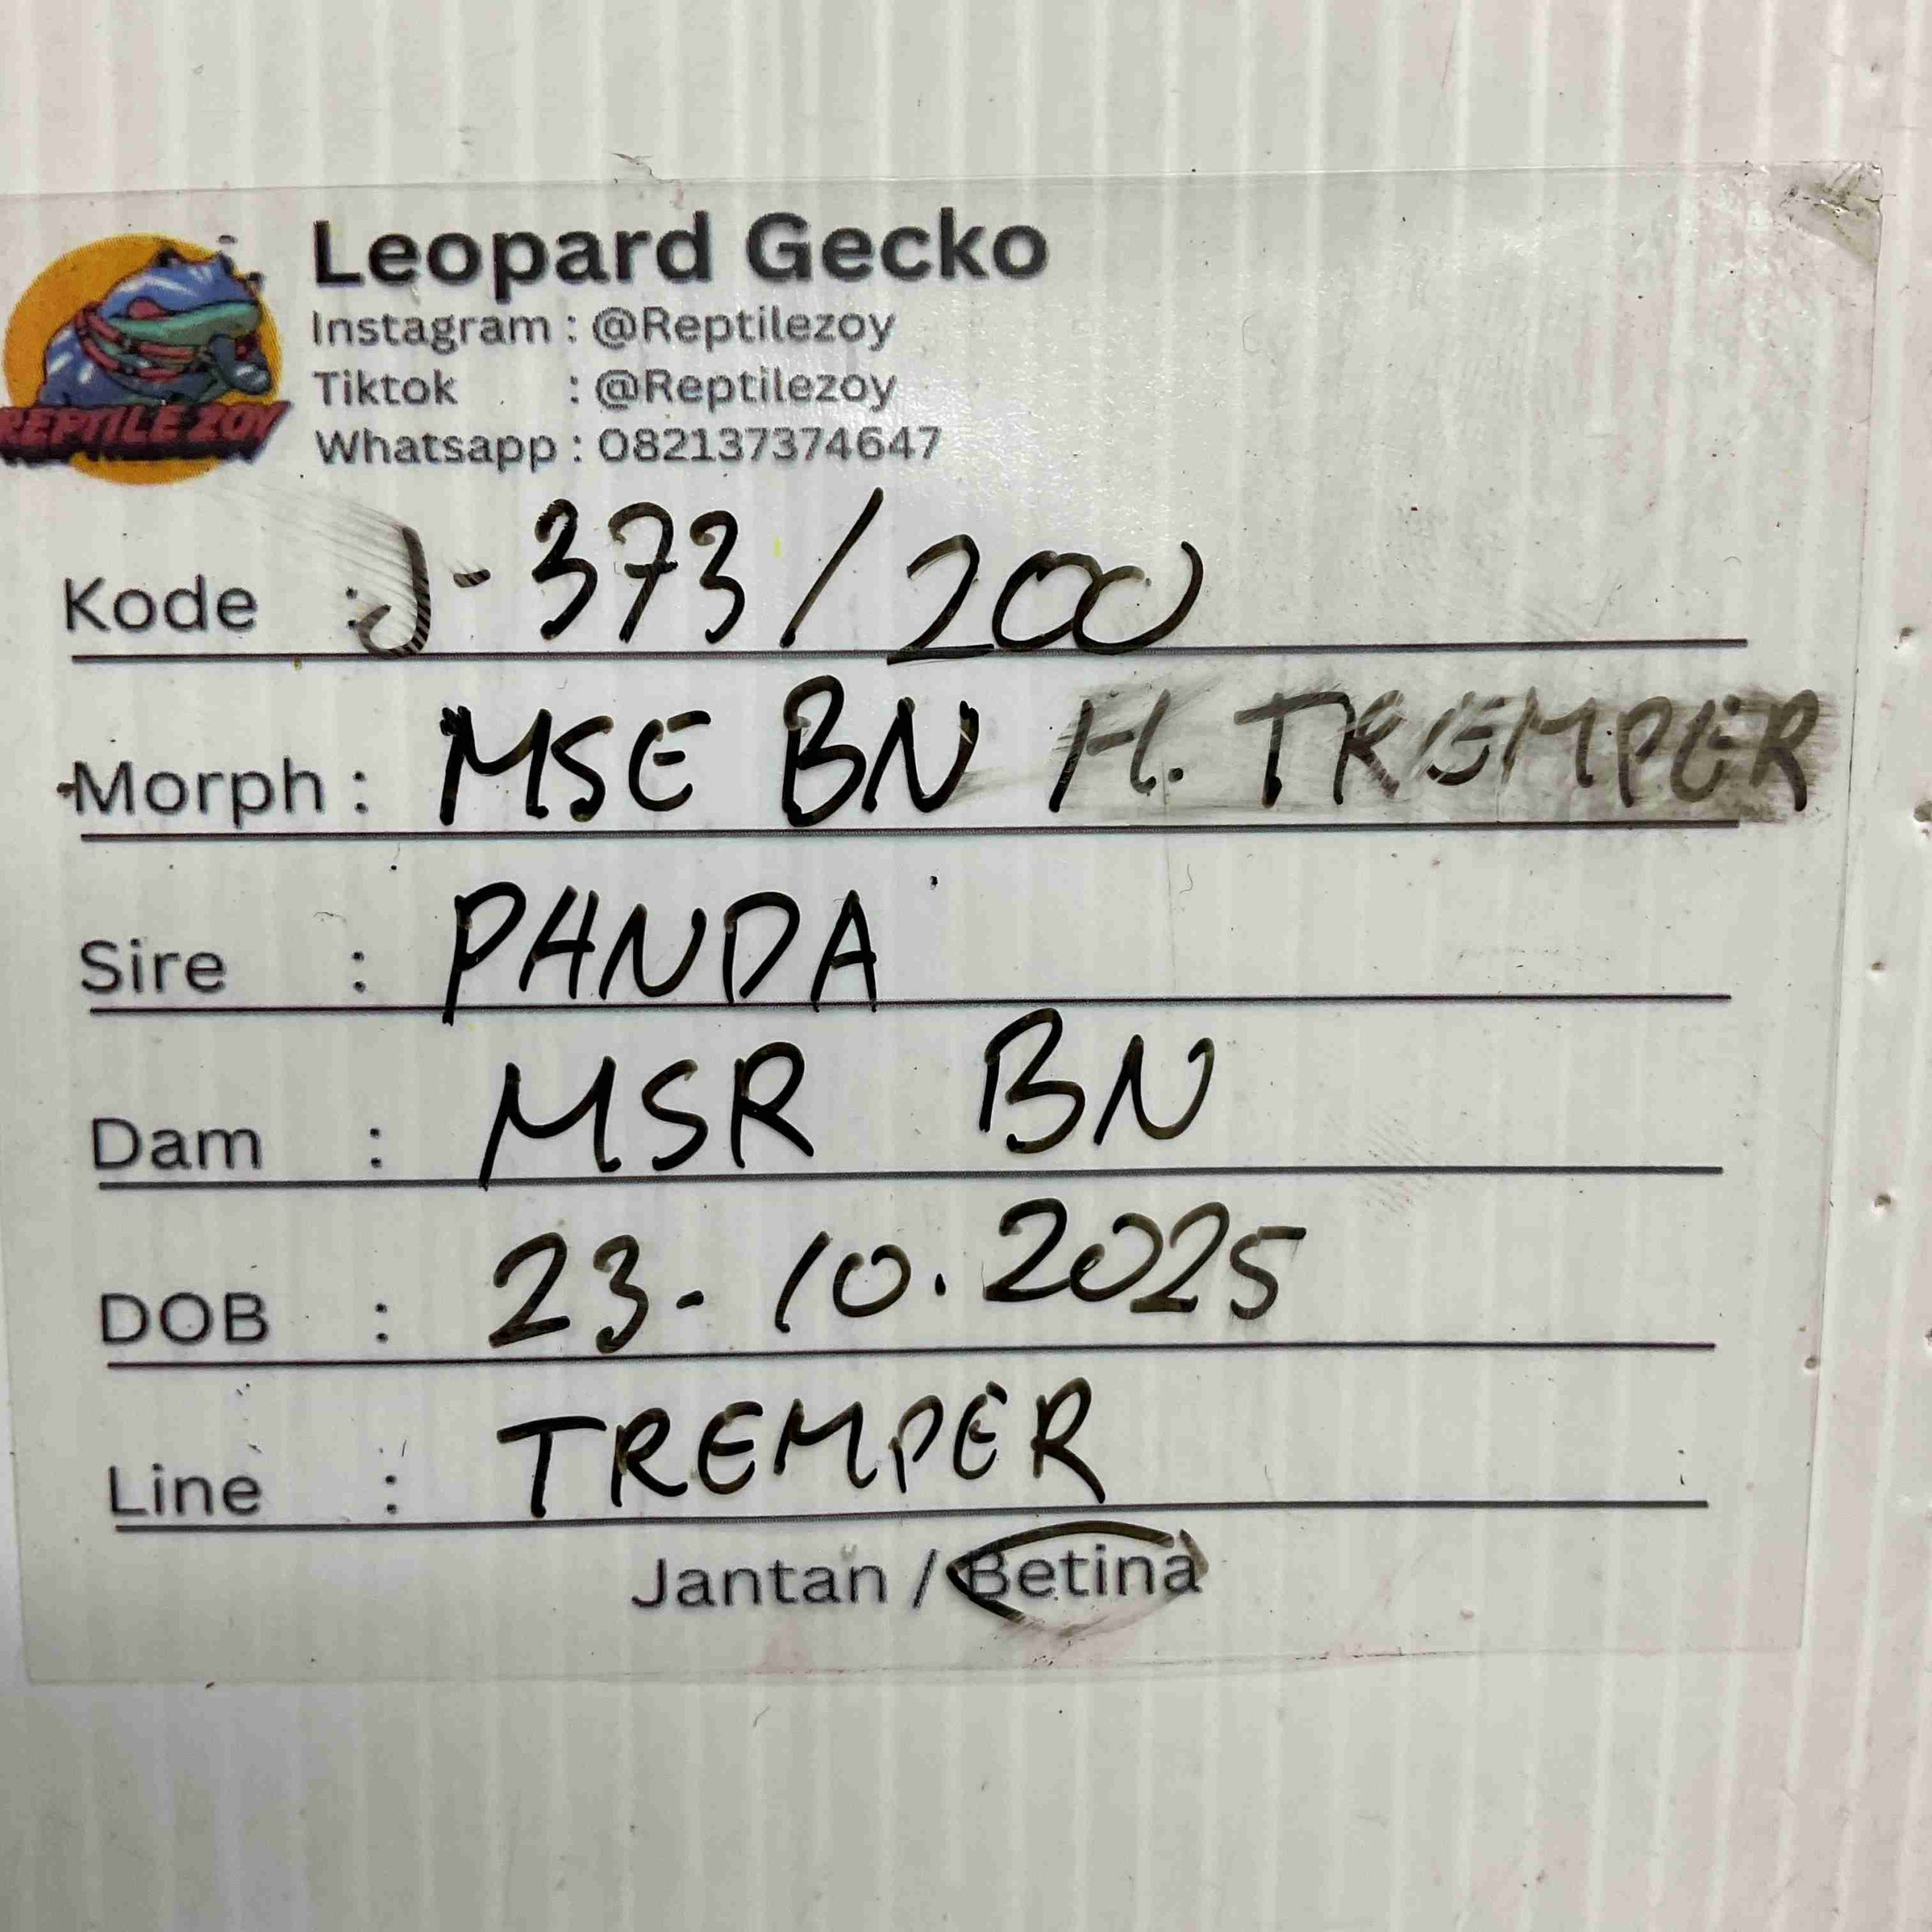 Leopard Gecko
Instagram : @Reptilezoy
Tiktok : @Reptilezoy
Whatsapp : 082137374647
REPTILE ZOY
Kode : J-373/200
Morph : MSE BN H. TREMPER
Sire : PANDA
Dam : MSR BN
DOB : 23-10.2025
Line : TREMPER
Jantan / Betina